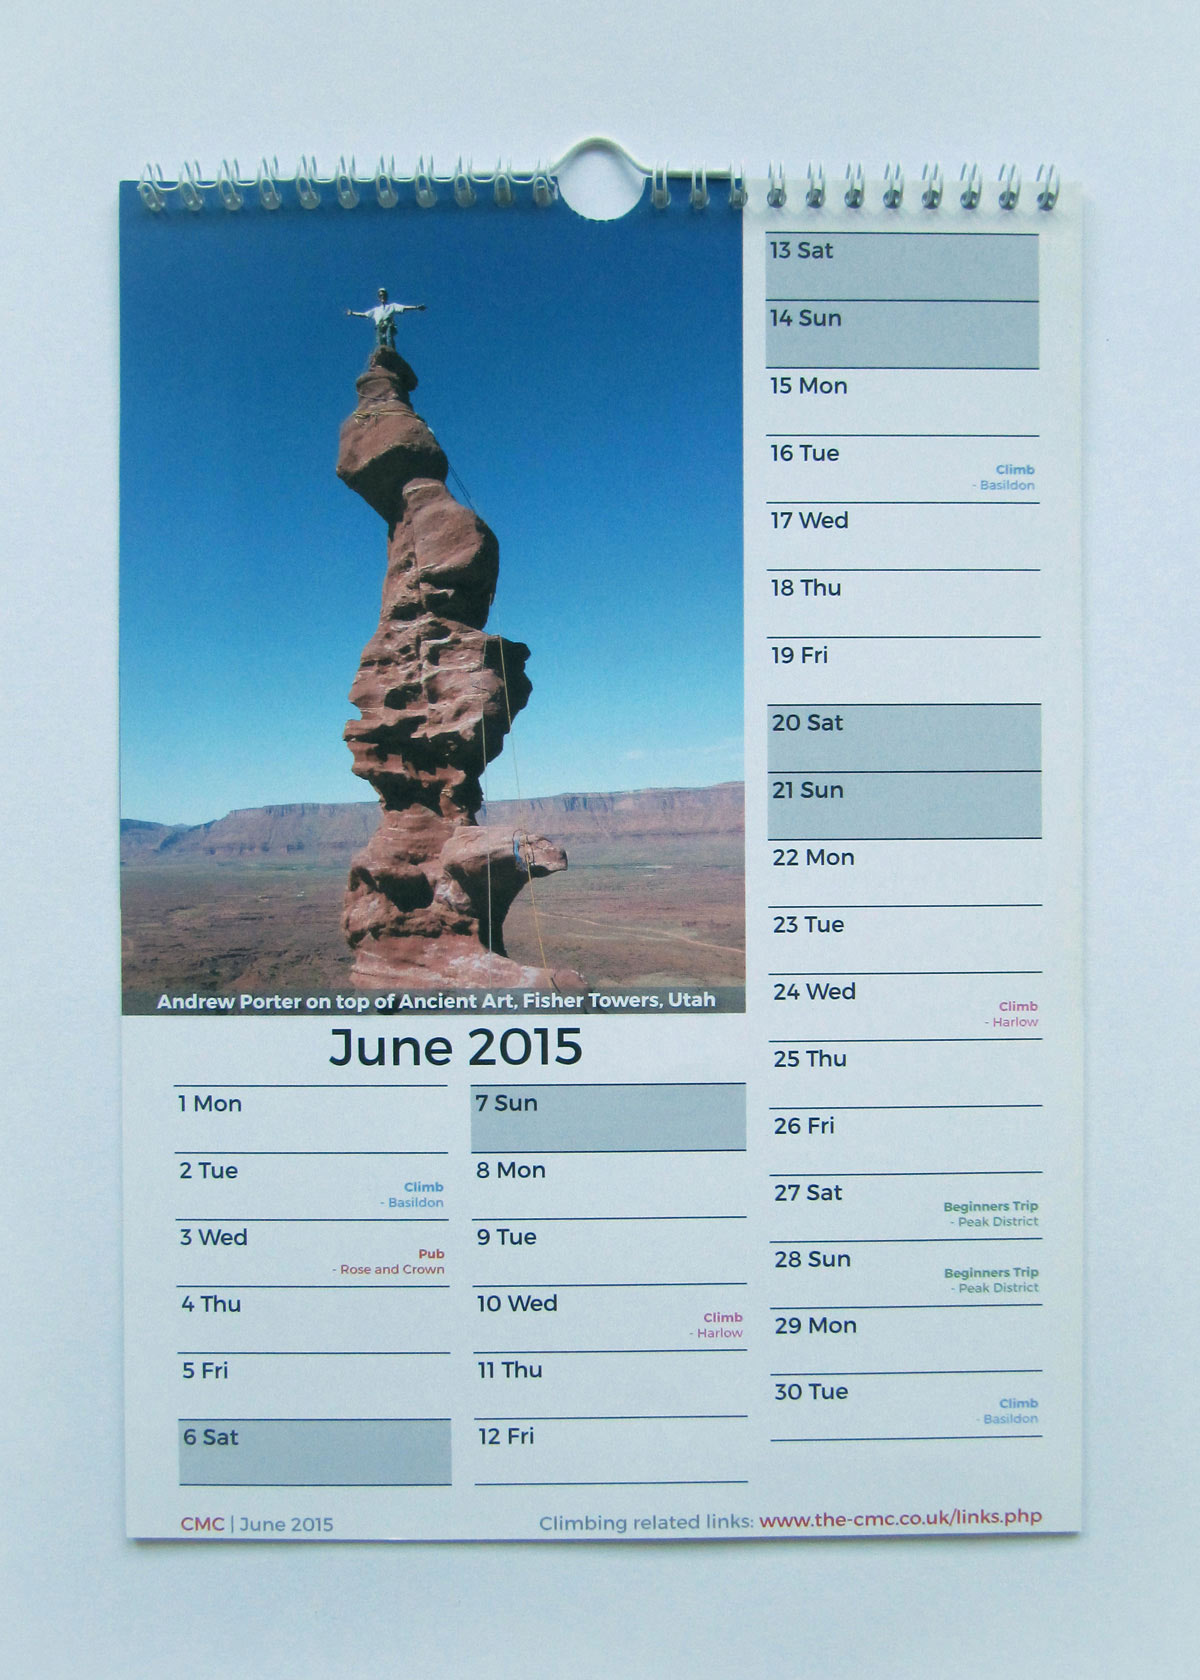 Andrew Porter on top of Ancient Art, Fisher Towers, Utah
June 2015
1 Mon
2 Tue
Climb
- Basildon
3 Wed
Pub
- Rose and Crown
4 Thu
5 Fri
6 Sat
7 Sun
8 Mon
9 Tue
10 Wed
Climb
- Harlow
11 Thu
12 Fri
13 Sat
14 Sun
15 Mon
16 Tue
Climb
- Basildon
17 Wed
18 Thu
19 Fri
20 Sat
21 Sun
22 Mon
23 Tue
24 Wed
Climb
- Harlow
25 Thu
26 Fri
27 Sat
Beginners Trip
- Peak District
28 Sun
Beginners Trip
- Peak District
29 Mon
30 Tue
Climb
- Basildon
CMC | June 2015
Climbing related links: www.the-cmc.co.uk/links.php